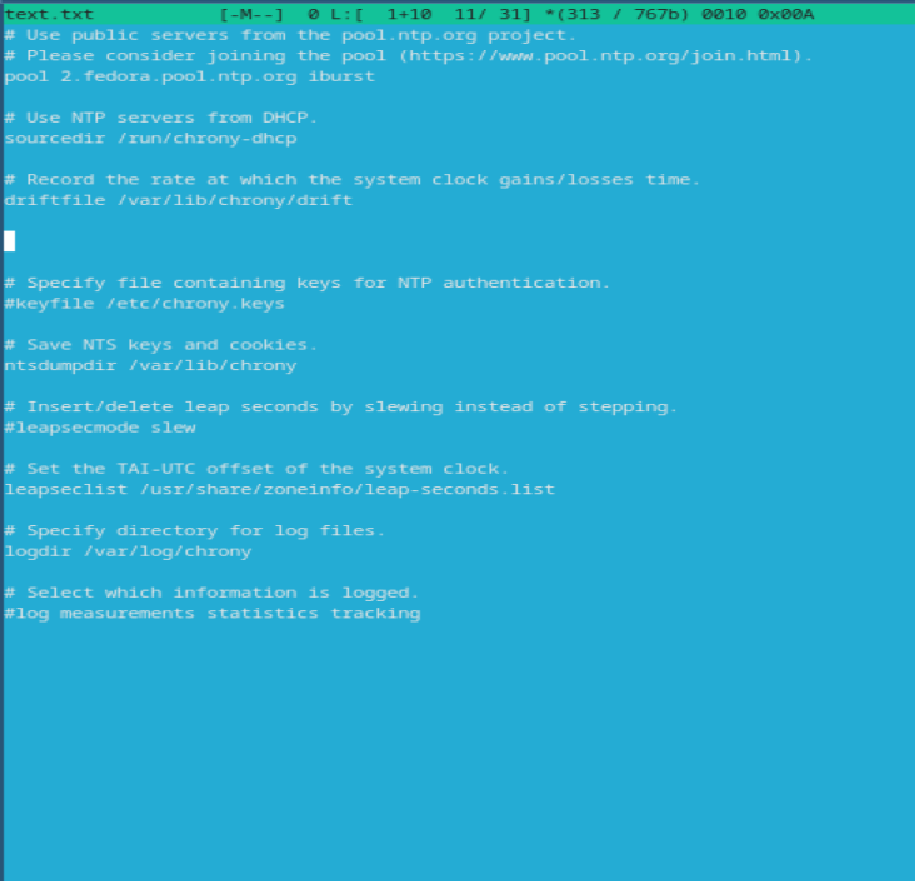 text.txt [-M--] 0 L:[ 1+10 11/ 31] *(313 / 767b) 0010 0x00A
# Use public servers from the pool.ntp.org project.
# Please consider joining the pool (https://www.pool.ntp.org/join.html).
pool 2.fedora.pool.ntp.org iburst
# Use NTP servers from DHCP.
sourcedir /run/chrony-dhcp
# Record the rate at which the system clock gains/losses time.
driftfile /var/lib/chrony/drift
# Specify file containing keys for NTP authentication.
#keyfile /etc/chrony.keys
# Save NTS keys and cookies.
ntsdumpdir /var/lib/chrony
# Insert/delete leap seconds by slewing instead of stepping.
#leapsecmode slew
# Set the TAI-UTC offset of the system clock.
leapseclist /usr/share/zoneinfo/leap-seconds.list
# Specify directory for log files.
logdir /var/log/chrony
# Select which information is logged.
#log measurements statistics tracking